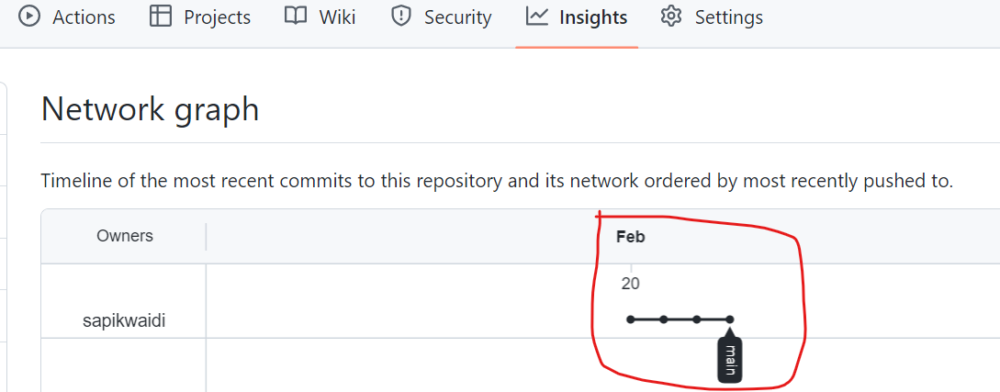 Actions Projects Wiki Security Insights Settings
Network graph
Timeline of the most recent commits to this repository and its network ordered by most recently pushed to.
Owners Feb
20
sapikwaidi
main